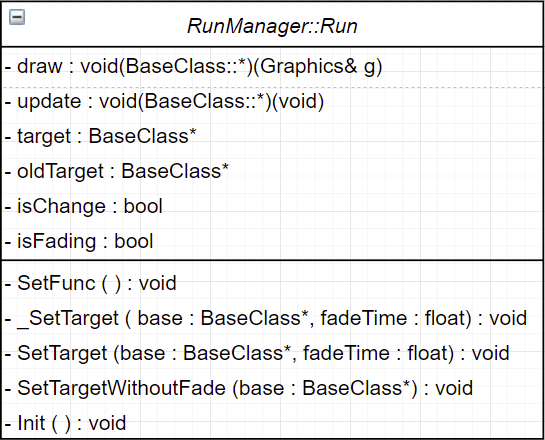 RunManager::Run
- draw : void(BaseClass::*)(Graphics& g)
- update : void(BaseClass::*)(void)
- target : BaseClass*
- oldTarget : BaseClass*
- isChange : bool
- isFading : bool
- SetFunc ( ) : void
- _SetTarget ( base : BaseClass*, fadeTime : float) : void
- SetTarget (base : BaseClass*, fadeTime : float) : void
- SetTargetWithoutFade (base : BaseClass*) : void
- Init ( ) : void